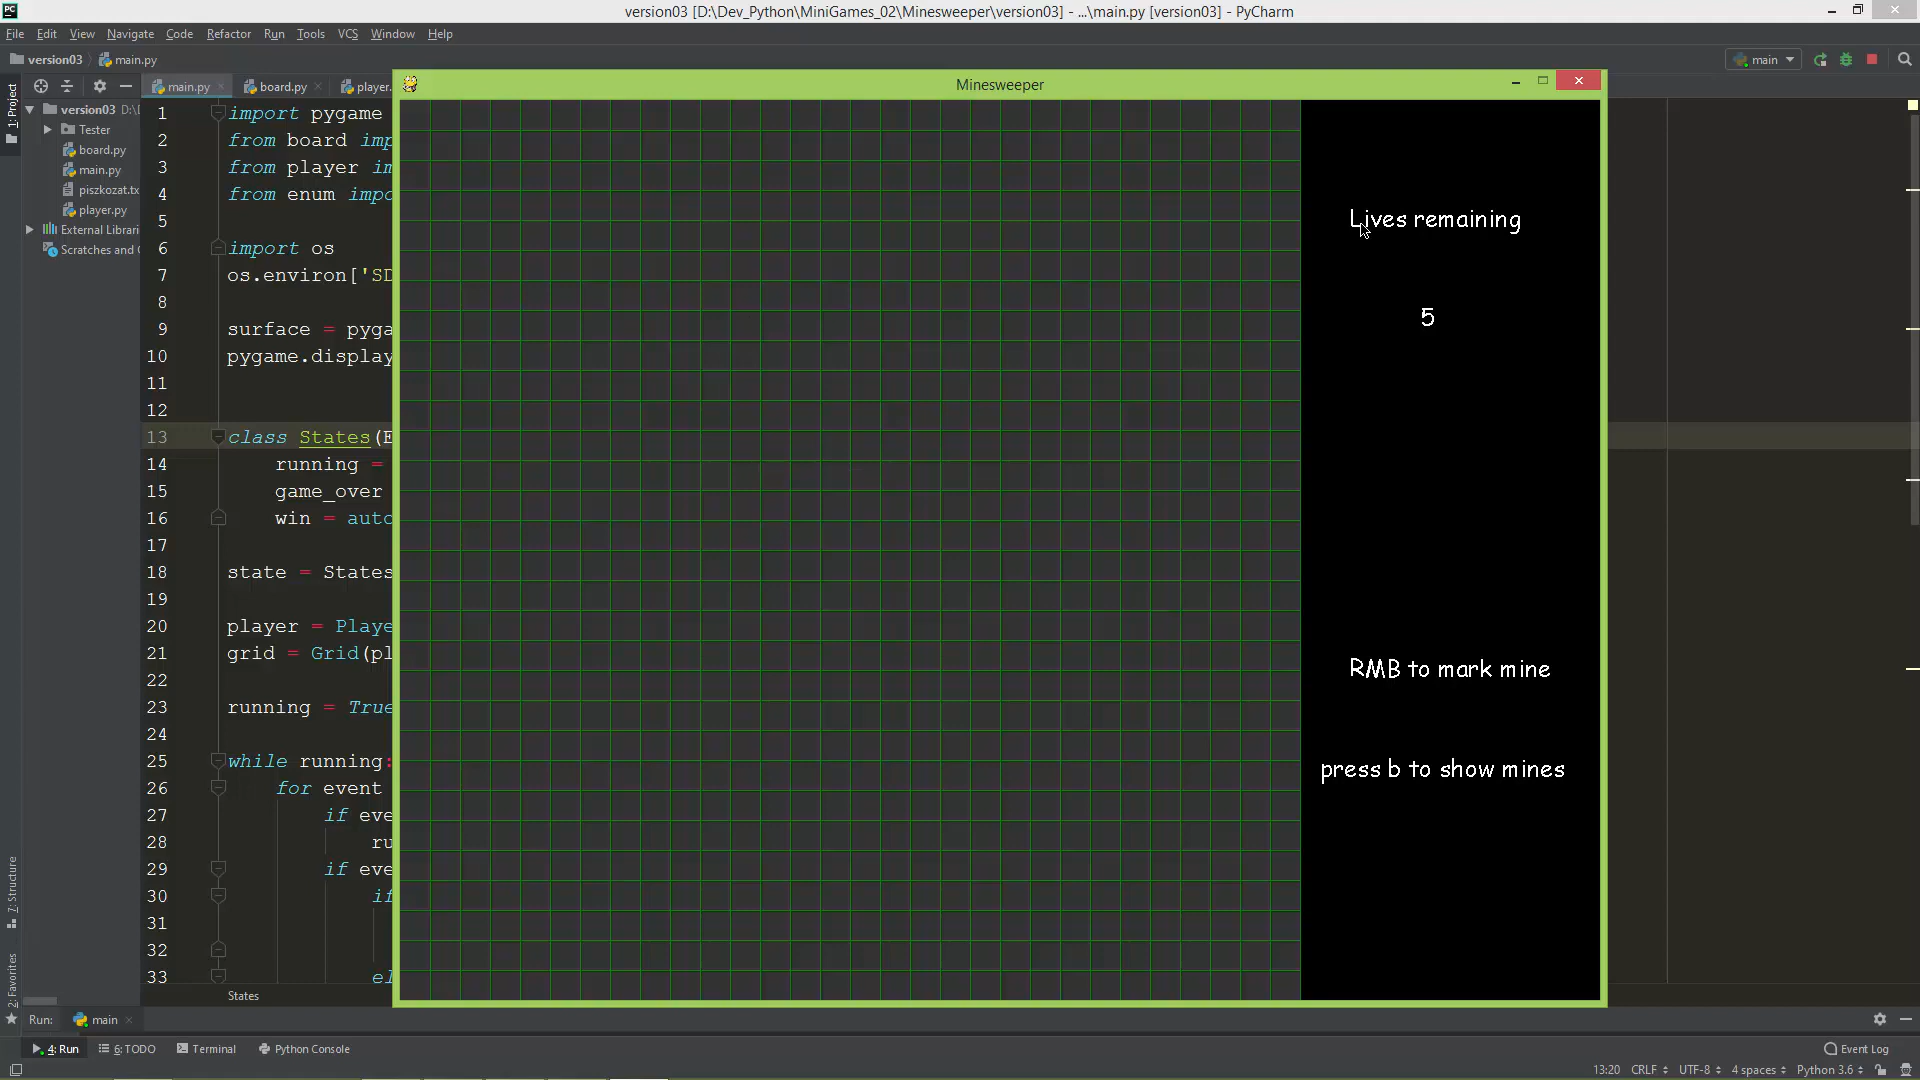 PC
version03 [D:\Dev_Python\MiniGames_02\Minesweeper\version03] - ...\main.py [version03] - PyCharm
File Edit View Navigate Code Refactor Run Tools VCS Window Help
version03 main.py main
1: Project
main.py board.py player.
Minesweeper
version03 D:\
Tester
board.py
main.py
piszkozat.tx
player.py
External Librari
Scratches and
1 import pygame
2 from board imp
3 from player im
4 from enum impo
5
6 import os
7 os.environ['SD
8
9 surface = pyga
10 pygame.display
11
12
13 class States(E
14 running =
15 game_over
16 win = auto
17
18 state = States
19
20 player = Playe
21 grid = Grid(pl
22
23 running = True
24
25 while running:
26 for event
27 if eve
28 ru
29 if eve
30 if
31
32
33 el
States
Lives remaining
5
RMB to mark mine
press b to show mines
7: Structure
2: Favorites
Run: main
4: Run 6: TODO Terminal Python Console Event Log
13:20 CRLF UTF-8 4 spaces Python 3.6